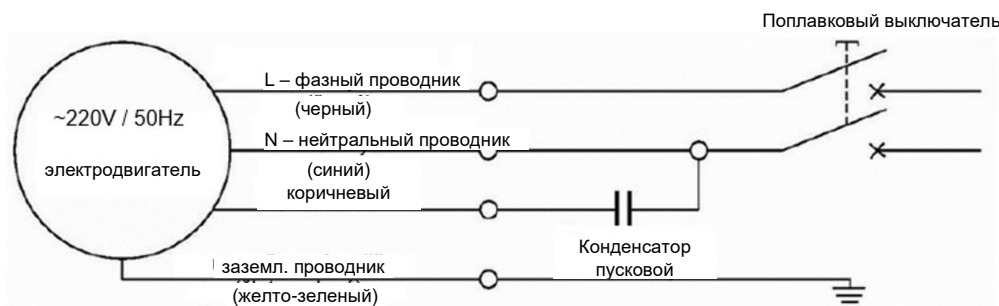 Поплавковый выключатель
L – фазный проводник
(черный)
~220V / 50Hz
электродвигатель
N – нейтральный проводник
(синий)
коричневый
Конденсатор
пусковой
заземл. проводник
(желто-зеленый)